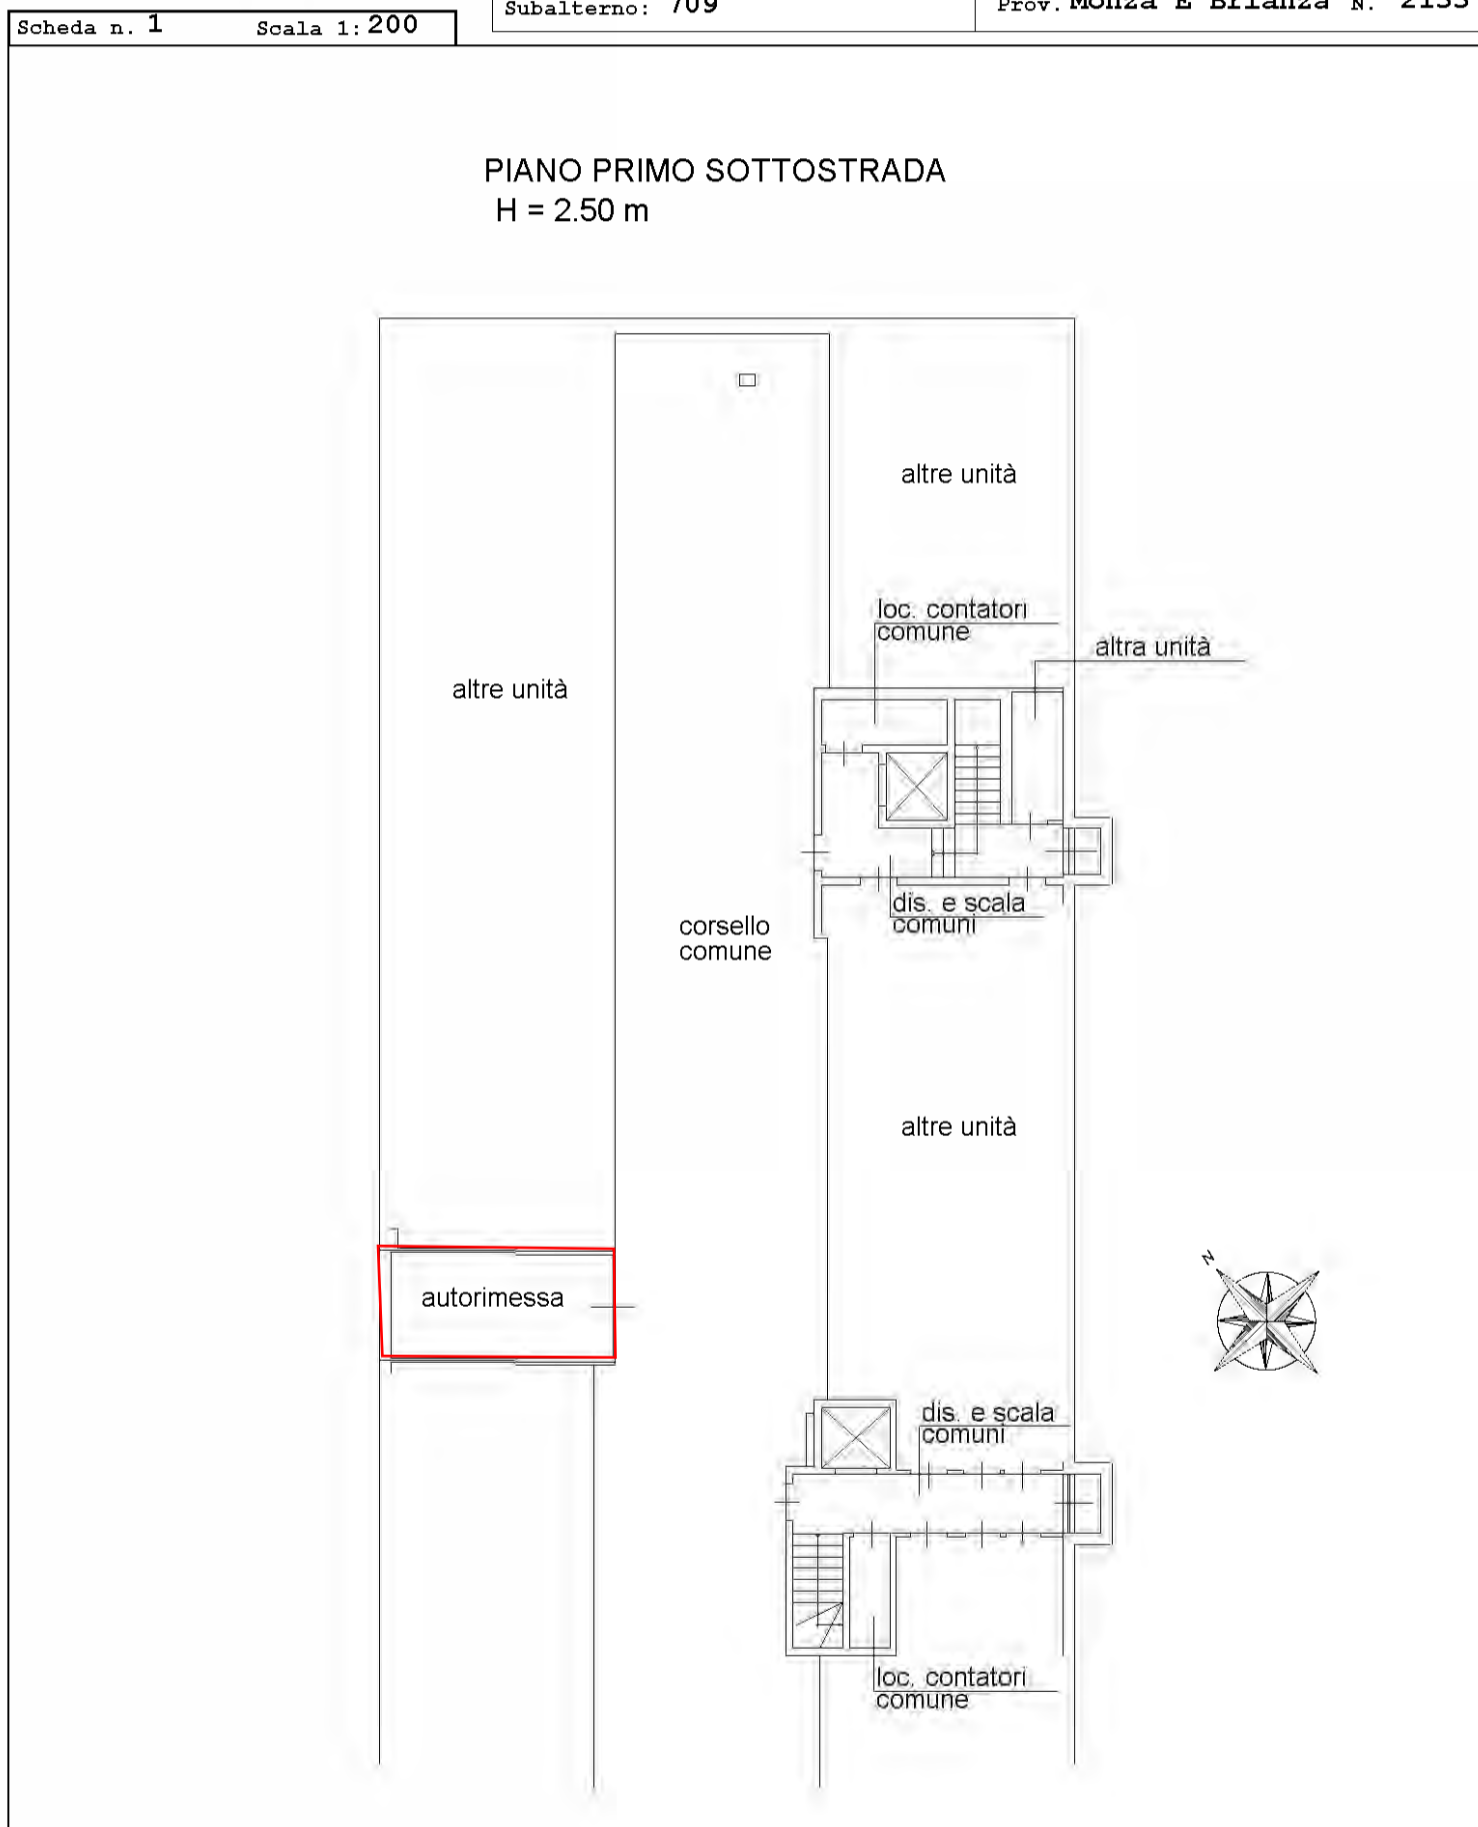 Subalterno: 709
Prov. Monza E Brianza N.
Scheda n. 1 Scala 1:200
PIANO PRIMO SOTTOSTRADA
H = 2.50 m
altre unità
loc. contatori
comune
altra unità
altre unità
dis. e scala
comuni
corsello
comune
altre unità
autorimessa
N
dis. e scala
comuni
loc. contatori
comune